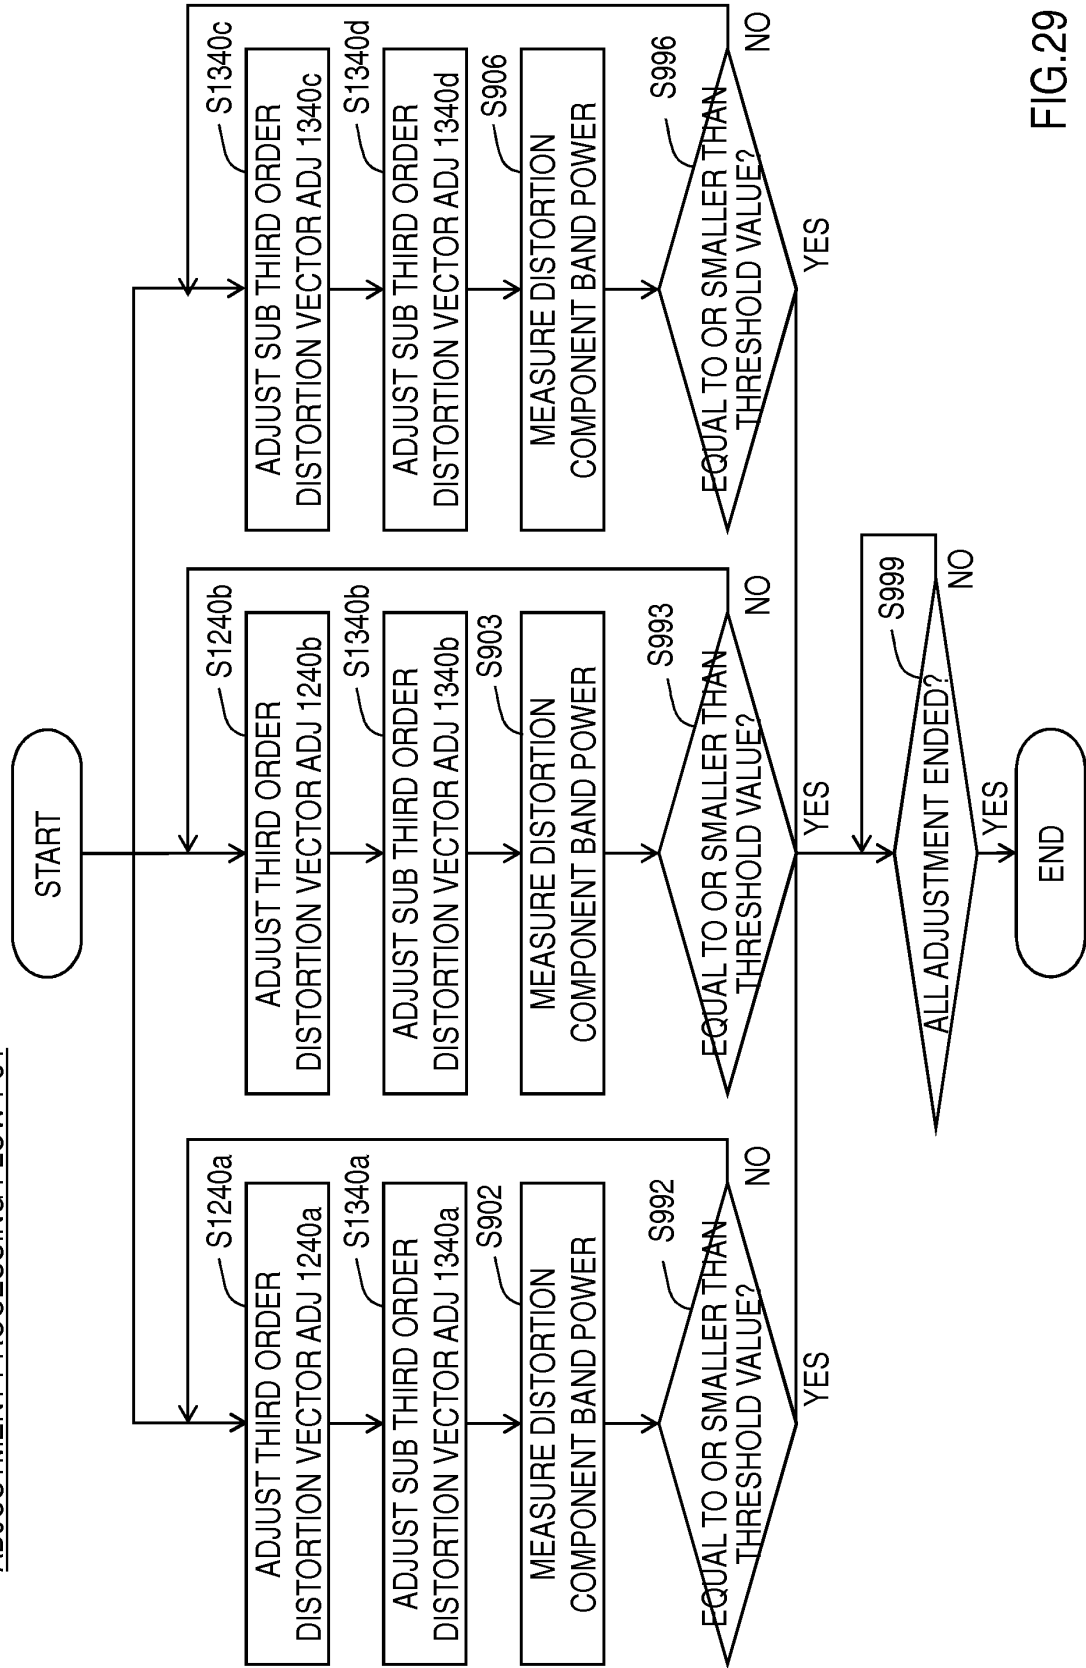 ADJUSTMENT PROCESSING FLOW
START
ADJUST THIRD ORDER
DISTORTION VECTOR ADJ 1240a
S1240a
ADJUST SUB THIRD ORDER
DISTORTION VECTOR ADJ 1340a
S1340a
MEASURE DISTORTION
COMPONENT BAND POWER
S902
EQUAL TO OR SMALLER THAN
THRESHOLD VALUE?
S992
NO
YES
ADJUST THIRD ORDER
DISTORTION VECTOR ADJ 1240b
S1240b
ADJUST SUB THIRD ORDER
DISTORTION VECTOR ADJ 1340b
S1340b
MEASURE DISTORTION
COMPONENT BAND POWER
S903
EQUAL TO OR SMALLER THAN
THRESHOLD VALUE?
S993
NO
YES
ADJUST SUB THIRD ORDER
DISTORTION VECTOR ADJ 1340c
S1340c
ADJUST SUB THIRD ORDER
DISTORTION VECTOR ADJ 1340d
S1340d
MEASURE DISTORTION
COMPONENT BAND POWER
S906
EQUAL TO OR SMALLER THAN
THRESHOLD VALUE?
S996
NO
YES
ALL ADJUSTMENT ENDED?
S999
NO
YES
END
FIG.29